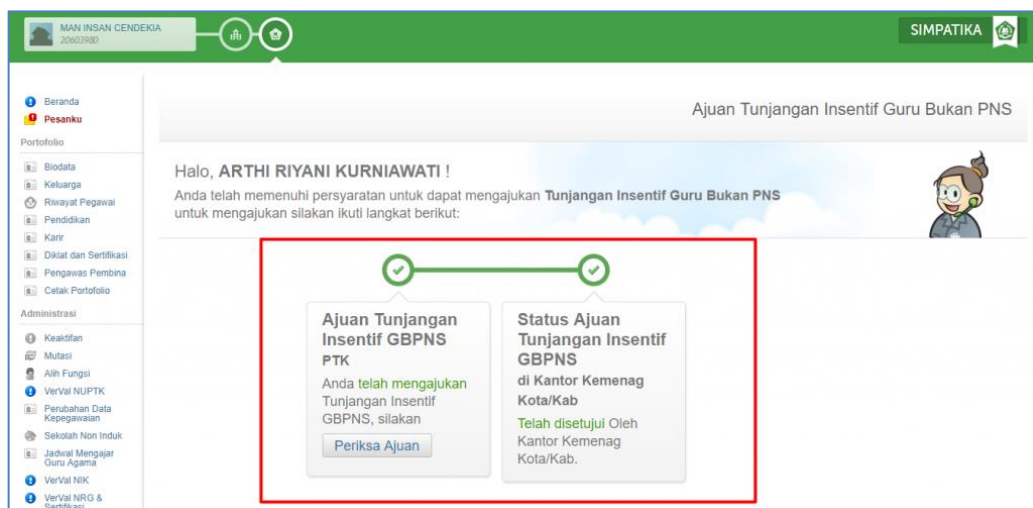 MAN INSAN CENDEKIA
20603980
SIMPATIKA
Beranda
Pesanku
Portofolio
Biodata
Keluarga
Riwayat Pegawai
Pendidikan
Karir
Diklat dan Sertifikasi
Pengawas Pembina
Cetak Portofolio
Administrasi
Keaktifan
Mutasi
Alih Fungsi
VerVal NUPTK
Perubahan Data
Kepegawaian
Sekolah Non Induk
Jadwal Mengajar
Guru Agama
VerVal NIK
VerVal NRG &
Sertifikasi
Ajuan Tunjangan Insentif Guru Bukan PNS
Halo, ARTHI RIYANI KURNIAWATI !
Anda telah memenuhi persyaratan untuk dapat mengajukan Tunjangan Insentif Guru Bukan PNS
untuk mengajukan silakan ikuti langkat berikut:
Ajuan Tunjangan
Insentif GBPNS
PTK
Anda telah mengajukan
Tunjangan Insentif
GBPNS, silakan
Periksa Ajuan
Status Ajuan
Tunjangan Insentif
GBPNS
di Kantor Kemenag
Kota/Kab
Telah disetujui Oleh
Kantor Kemenag
Kota/Kab.